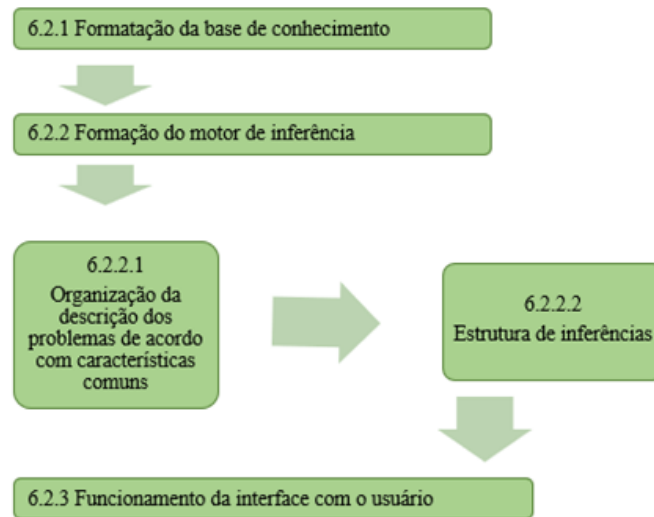 6.2.1 Formatação da base de conhecimento
6.2.2 Formação do motor de inferência
6.2.2.1
Organização da
descrição dos
problemas de acordo
com características
comuns
6.2.2.2
Estrutura de inferências
6.2.3 Funcionamento da interface com o usuário